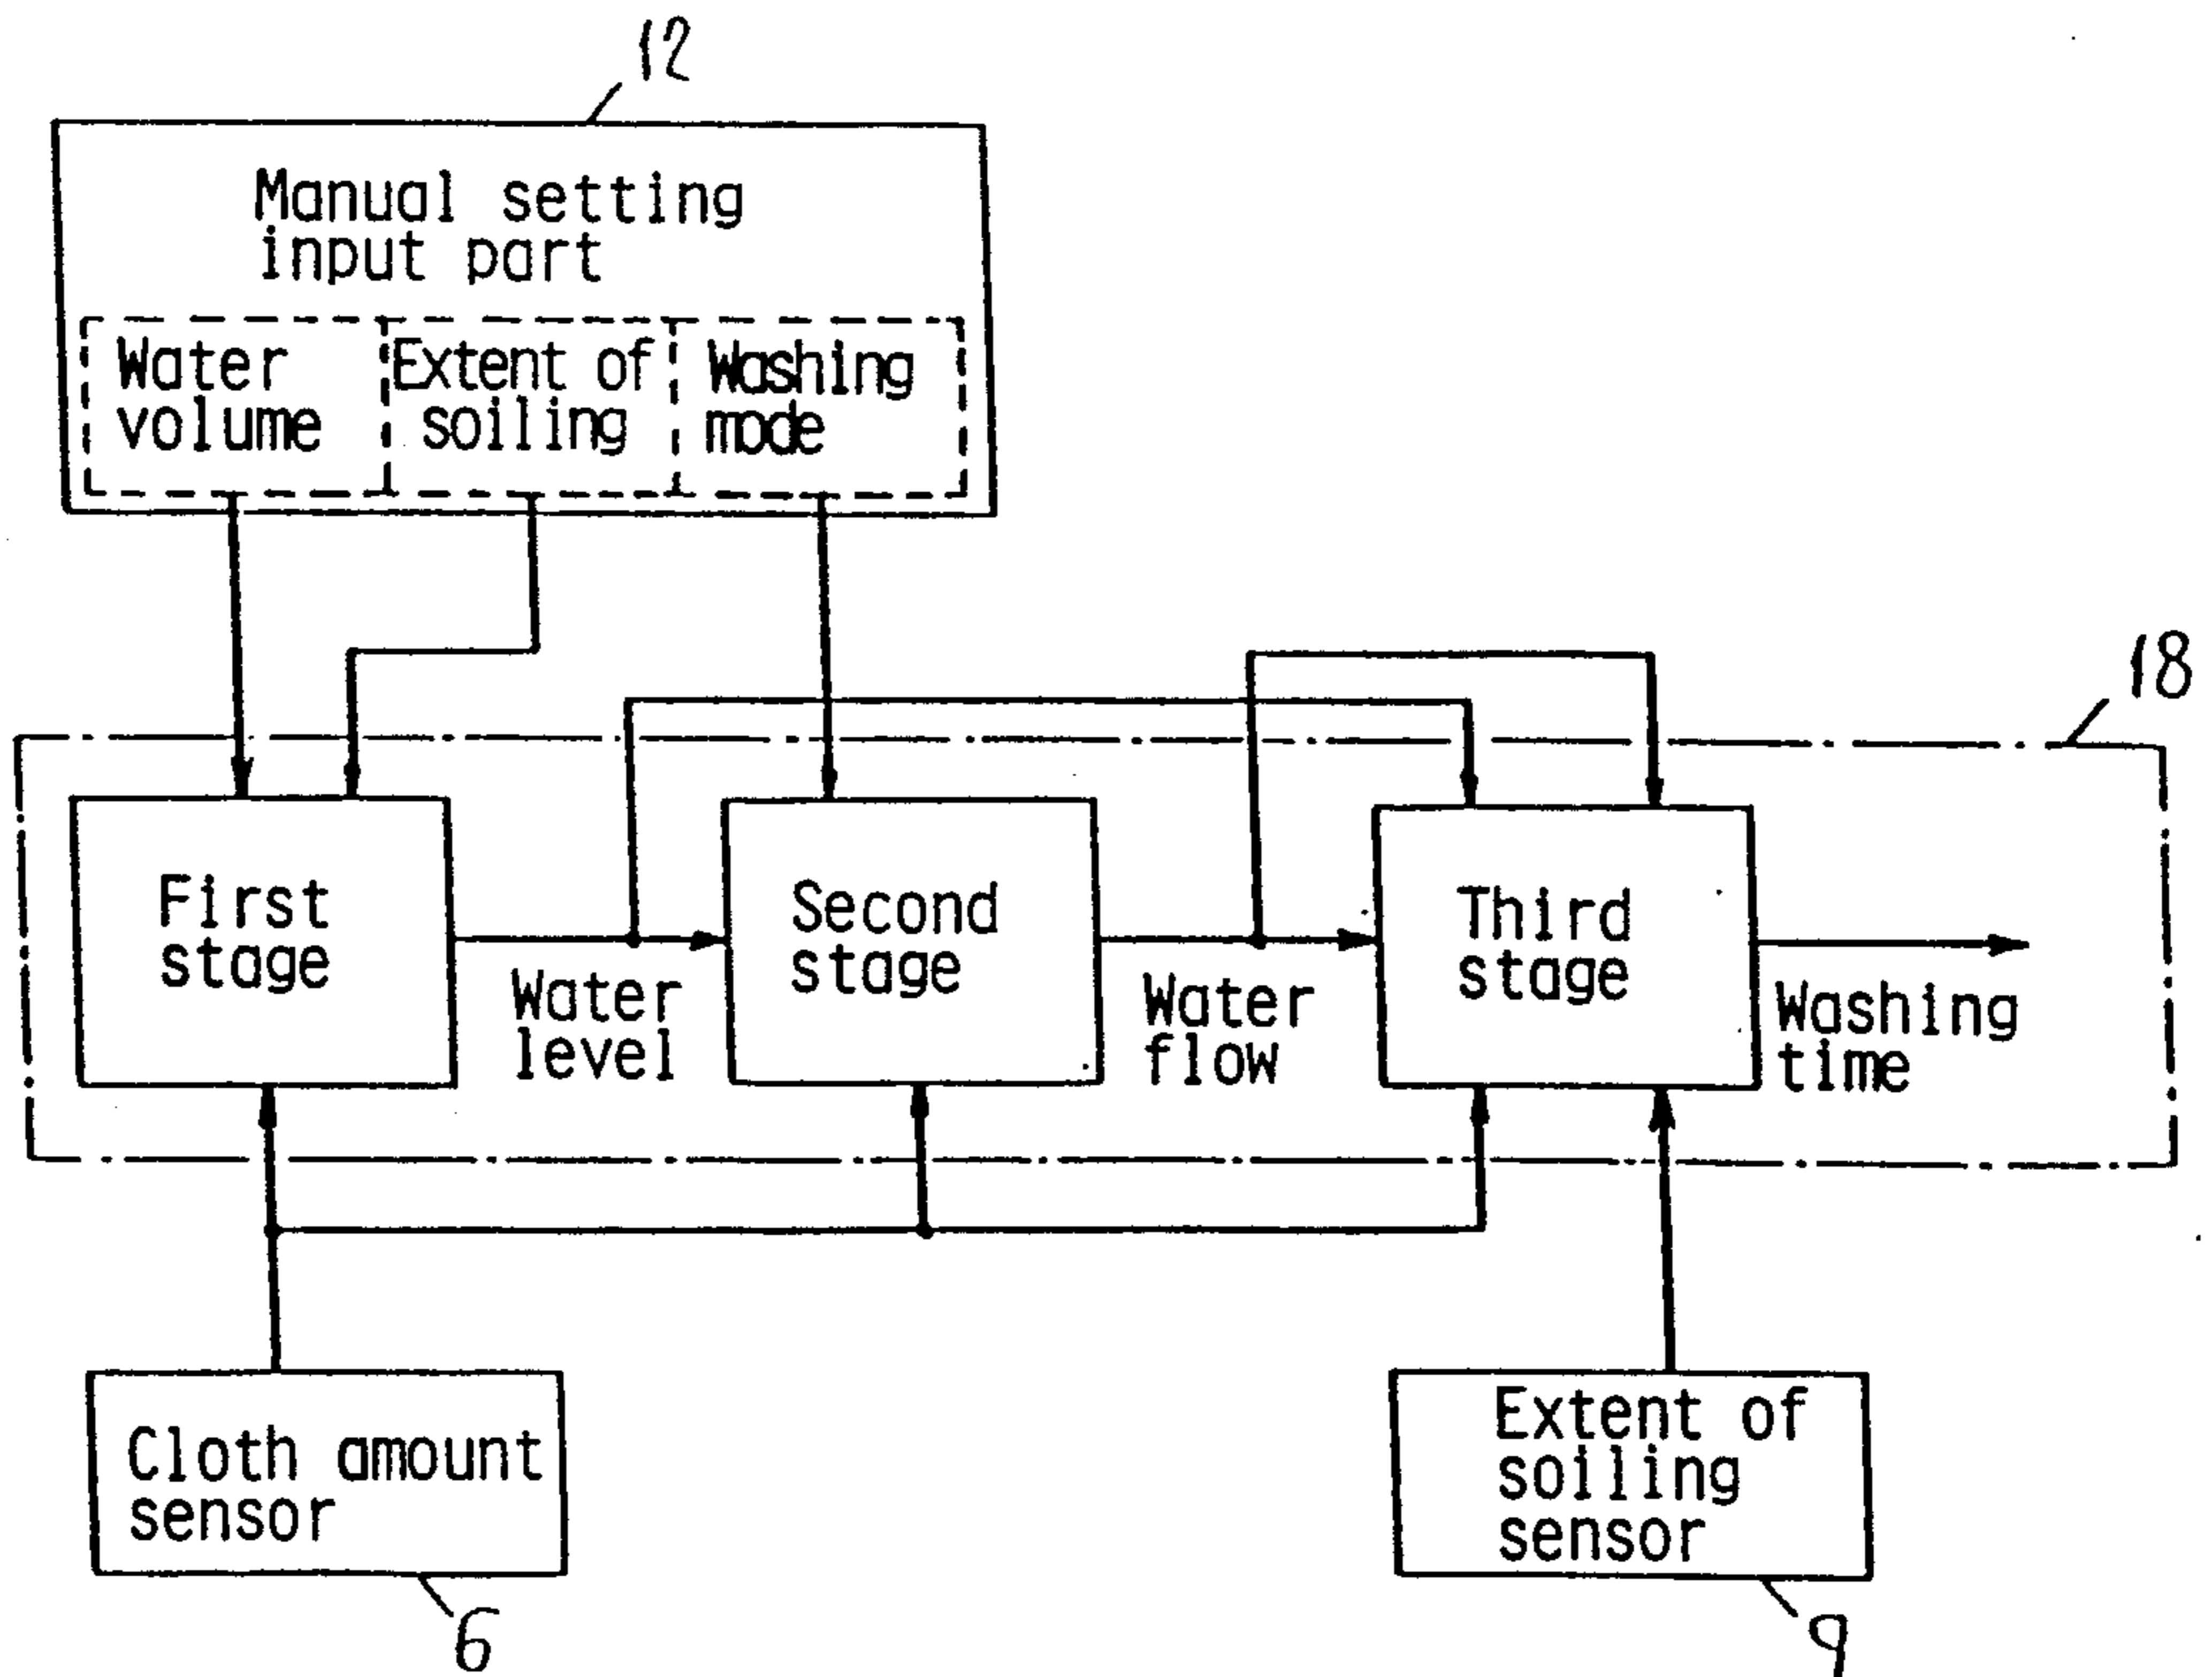 12
Manual setting
input part
Water
volume
Extent of
soiling
Washing
mode
18
First
stage
Water
level
Second
stage
Water
flow
Third
stage
Washing
time
Cloth amount
sensor
6
Extent of
soiling
sensor
9